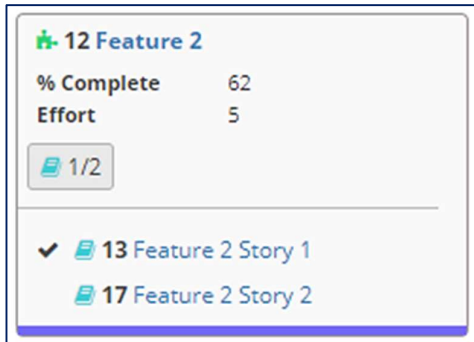 12 Feature 2
% Complete 62
Effort 5
1/2
13 Feature 2 Story 1
17 Feature 2 Story 2